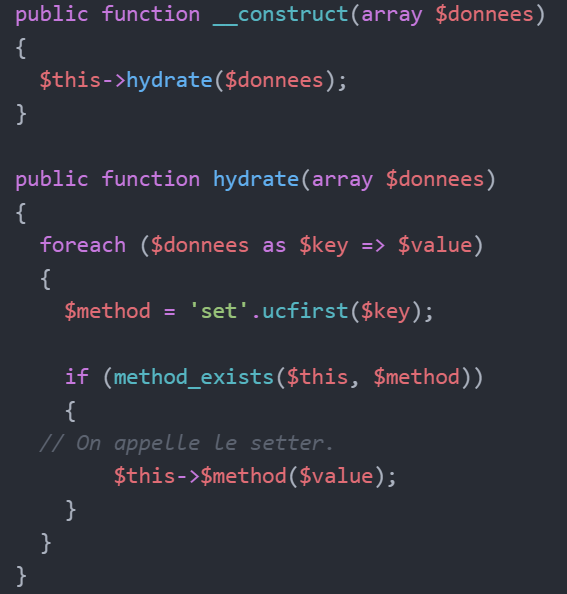 public function __construct(array $donnees)
{
$this->hydrate($donnees);
}
public function hydrate(array $donnees)
{
foreach ($donnees as $key => $value)
{
$method = 'set'.ucfirst($key);
if (method_exists($this, $method))
{
// On appelle le setter.
$this->$method($value);
}
}
}